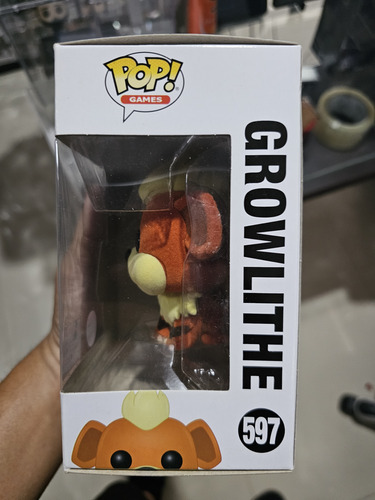 POP!
GAMES
GROWLITHE
597